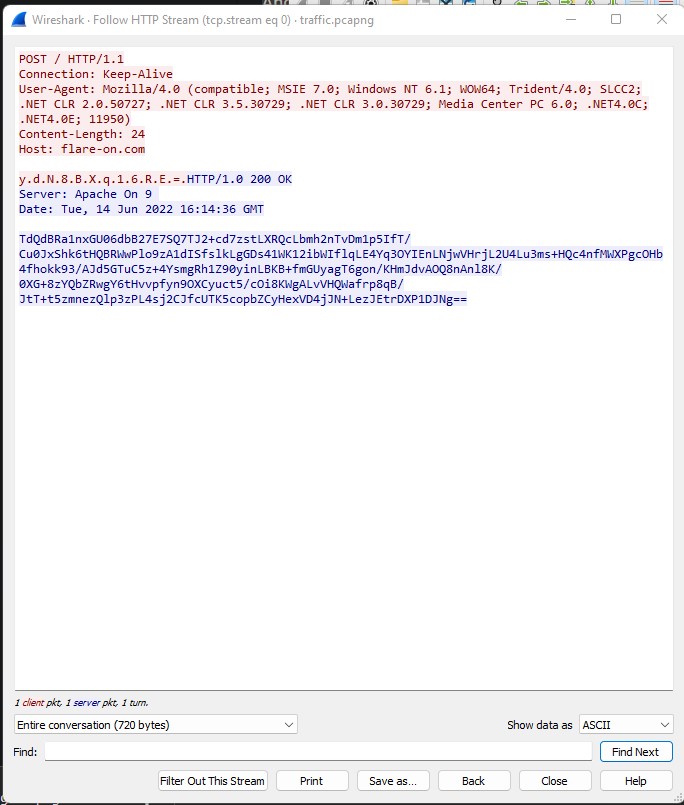 Wireshark · Follow HTTP Stream (tcp.stream eq 0) · traffic.pcapng
POST / HTTP/1.1
Connection: Keep-Alive
User-Agent: Mozilla/4.0 (compatible; MSIE 7.0; Windows NT 6.1; WOW64; Trident/4.0; SLCC2;
.NET CLR 2.0.50727; .NET CLR 3.5.30729; .NET CLR 3.0.30729; Media Center PC 6.0; .NET4.0C;
.NET4.0E; 11950)
Content-Length: 24
Host: flare-on.com
y.d.N.8.B.X.q.1.6.R.E.=.HTTP/1.0 200 OK
Server: Apache On 9
Date: Tue, 14 Jun 2022 16:14:36 GMT
TdQdBRa1nxGU06dbB27E7SQ7TJ2+cd7zstLXRQcLbmh2nTvDm1p5IfT/
Cu0JxShk6tHQBRWwPlo9zA1dISfslkLgGDs41WK12ibWIflqLE4Yq3OYIEnLNjwVHrjL2U4Lu3ms+HQc4nfMWXPgcOHb
4fhokk93/AJd5GTuC5z+4YsmgRh1Z90yinLBKB+fmGUyagT6gon/KHmJdvAOQ8nAnl8K/
0XG+8zYQbZRwgY6tHvvpfyn9OXCyuct5/cOi8KWgALvVHQWafrp8qB/
JtT+t5zmnezQlp3zPL4sj2CJfcUTK5copbZCyHexVD4jJN+LezJEtrDXP1DJNg==
1 client pkt, 1 server pkt, 1 turn.
Entire conversation (720 bytes) Show data as ASCII
Find: Find Next
Filter Out This Stream Print Save as... Back Close Help